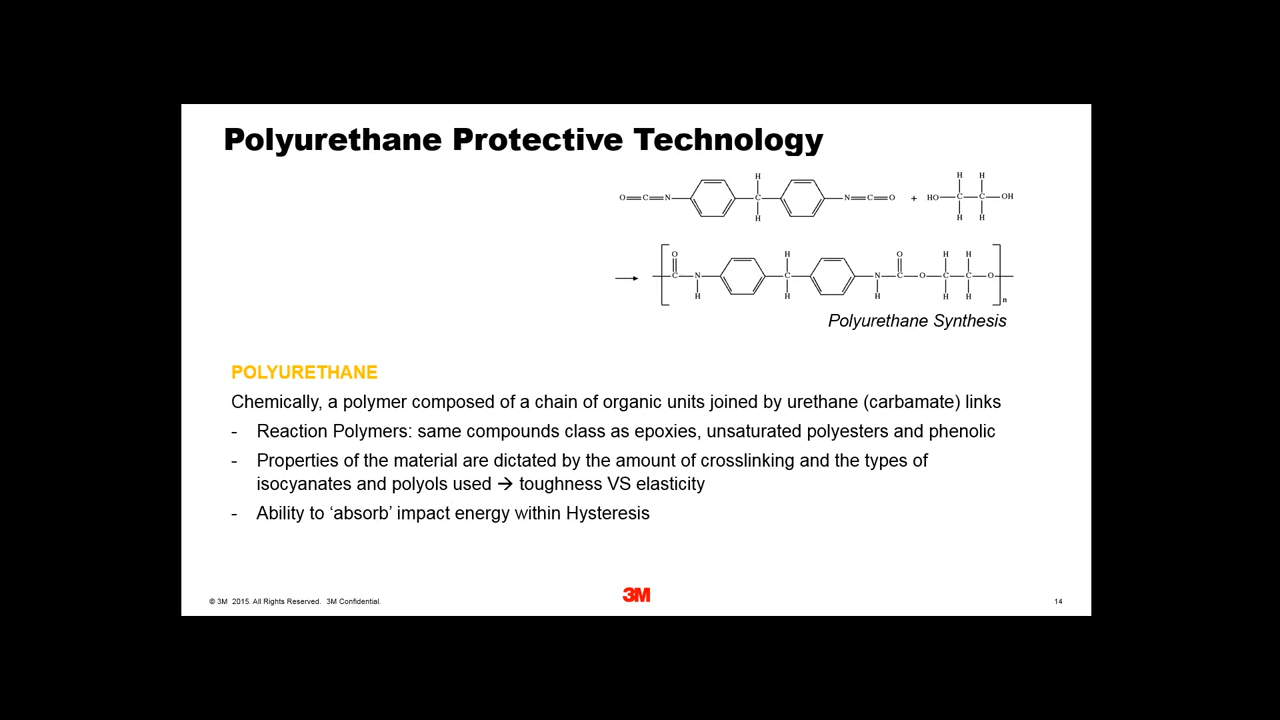 Polyurethane Protective Technology
H H H
O=C=N C N=C=O + HO C C OH
H H H
O H O H H
→ C N C N C O C C O
H H H H H n
Polyurethane Synthesis
POLYURETHANE
Chemically, a polymer composed of a chain of organic units joined by urethane (carbamate) links
- Reaction Polymers: same compounds class as epoxies, unsaturated polyesters and phenolic
- Properties of the material are dictated by the amount of crosslinking and the types of
isocyanates and polyols used → toughness VS elasticity
- Ability to ‘absorb’ impact energy within Hysteresis
© 3M 2015. All Rights Reserved. 3M Confidential.
3M
14